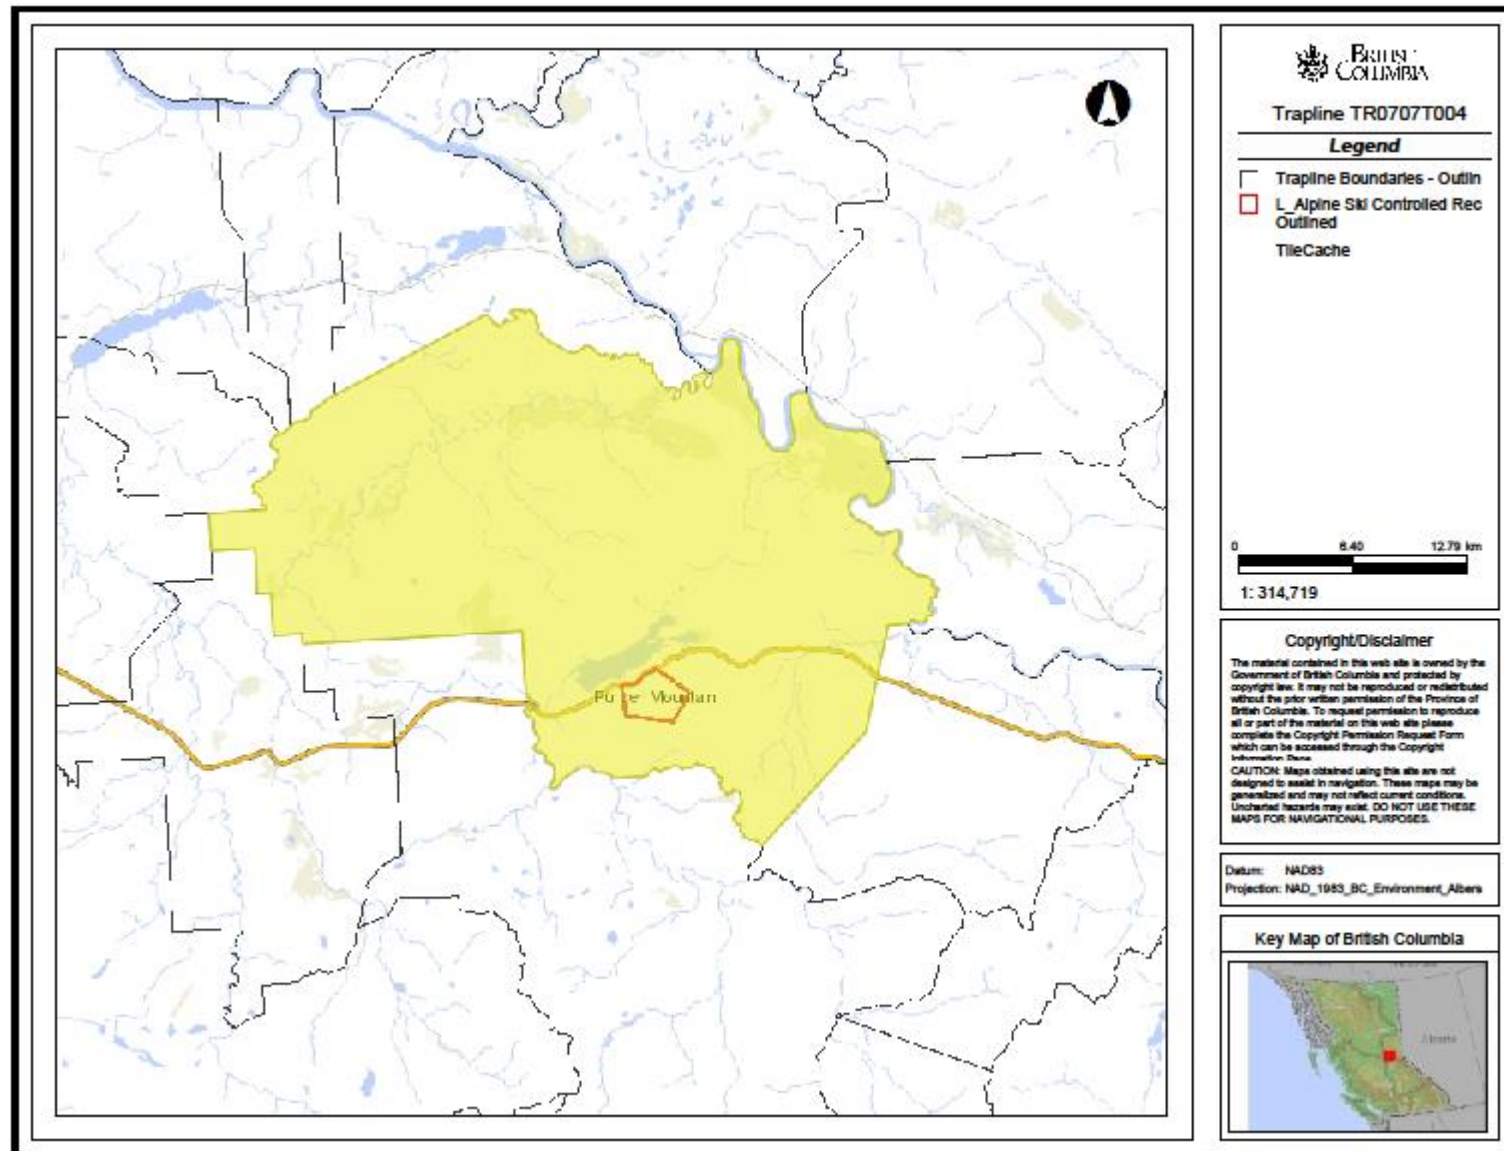 BRITISH
COLUMBIA
Trapline TR0707T004
Legend
Trapline Boundaries - Outlin
L_Alpine Ski Controlled Rec
Outlined
TileCache
0 6.40 12.79 km
1: 314,719
Copyright/Disclaimer
The material contained in this web site is owned by the
Government of British Columbia and protected by
copyright law. It may not be reproduced or redistributed
without the prior written permission of the Province of
British Columbia. To request permission to reproduce
all or part of the material on this web site please
complete the Copyright Permission Request Form
which can be accessed through the Copyright
Information Page.
CAUTION: Maps obtained using this site are not
designed to assist in navigation. These maps may be
generalized and may not reflect current conditions.
Uncharted hazards may exist. DO NOT USE THESE
MAPS FOR NAVIGATIONAL PURPOSES.
Datum: NAD83
Projection: NAD_1983_BC_Environment_Albers
Key Map of British Columbia
Alberta